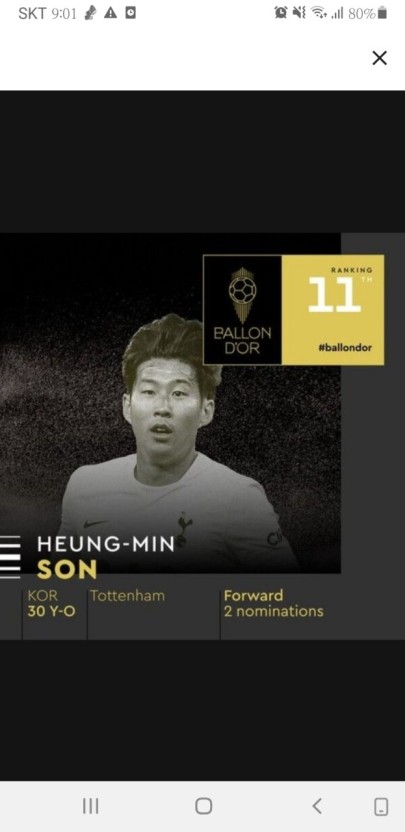 SKT 9:01
80%
RANKING
11TH
BALLON
D'OR
#ballondor
HEUNG-MIN
SON
KOR
30 Y-O
Tottenham
Forward
2 nominations